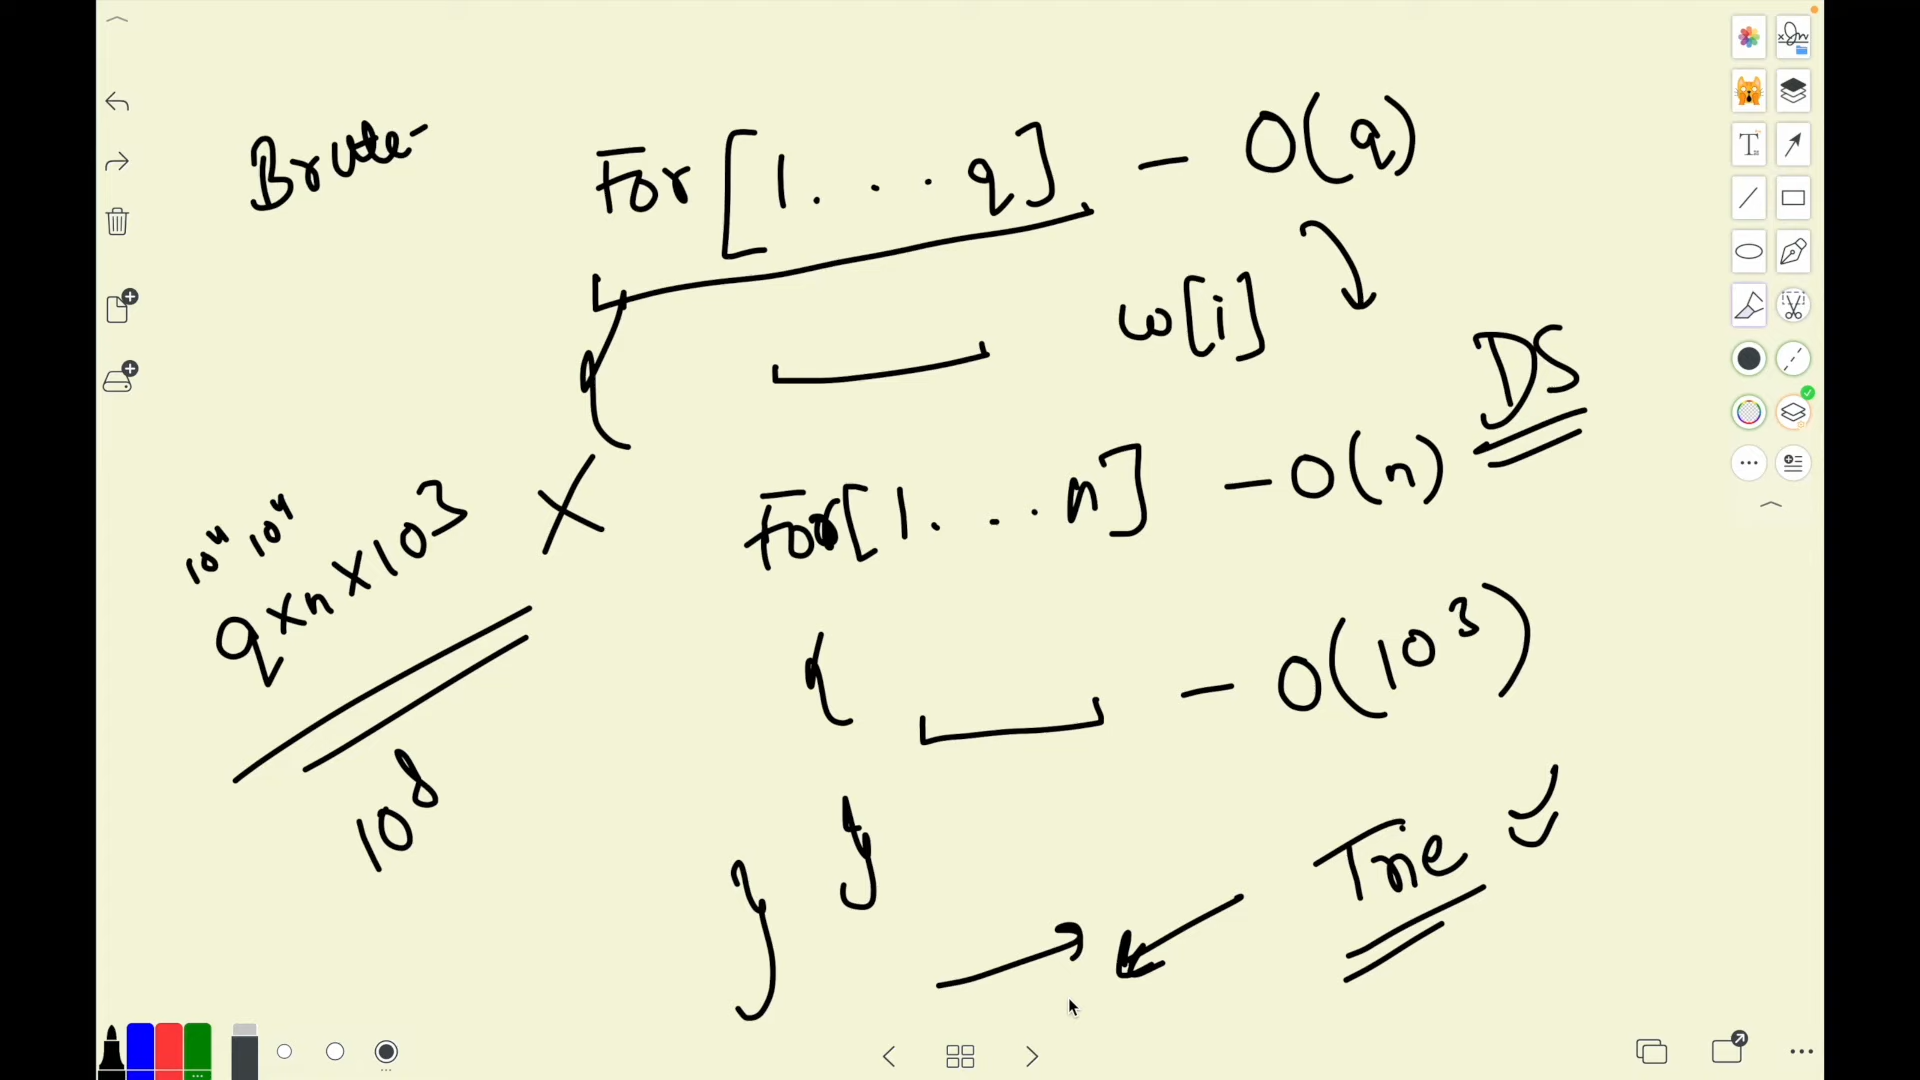 Brute-
For [1. . . q] - O(q)
w[i]
DS
For [1. . . n] - O(n)
10⁴ 10⁴
q x n x 10³
- O(10³)
10⁸
Trie